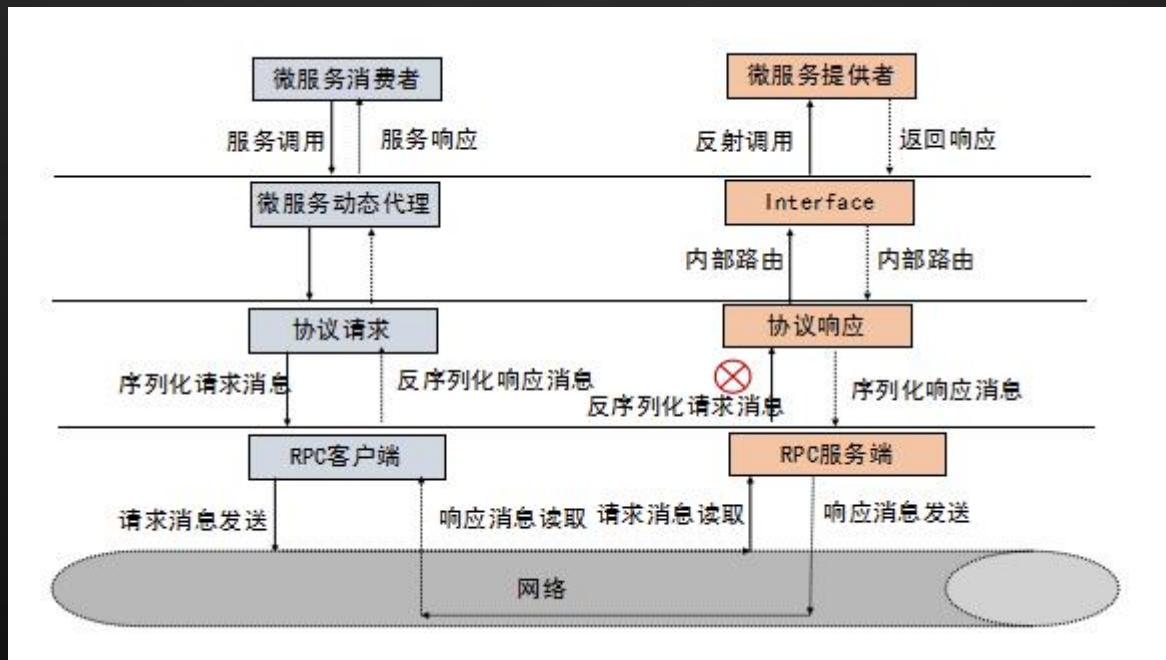 微服务消费者
微服务提供者
服务调用
服务响应
反射调用
返回响应
微服务动态代理
Interface
内部路由
内部路由
协议请求
协议响应
序列化请求消息
反序列化响应消息
反序列化请求消息
序列化响应消息
RPC客户端
RPC服务端
请求消息发送
响应消息读取
请求消息读取
响应消息发送
网络